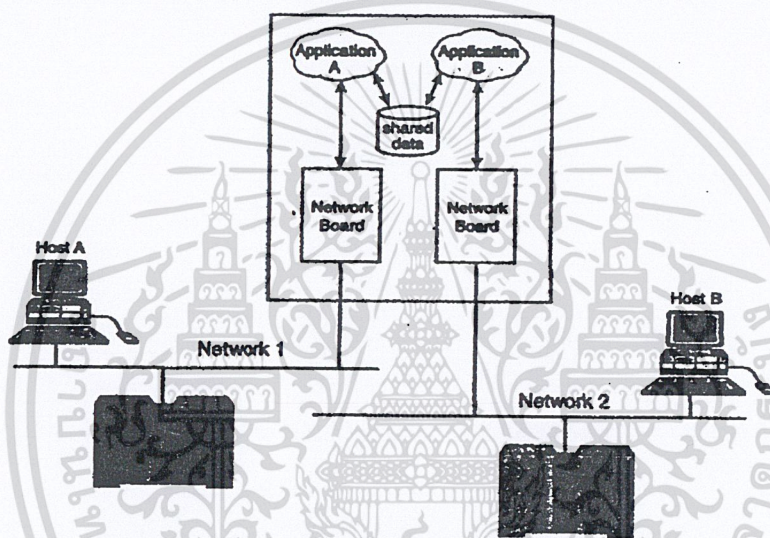 Application
A
Application
B
shared
data
Network
Board
Network
Board
Host A
Host B
Network 1
Network 2